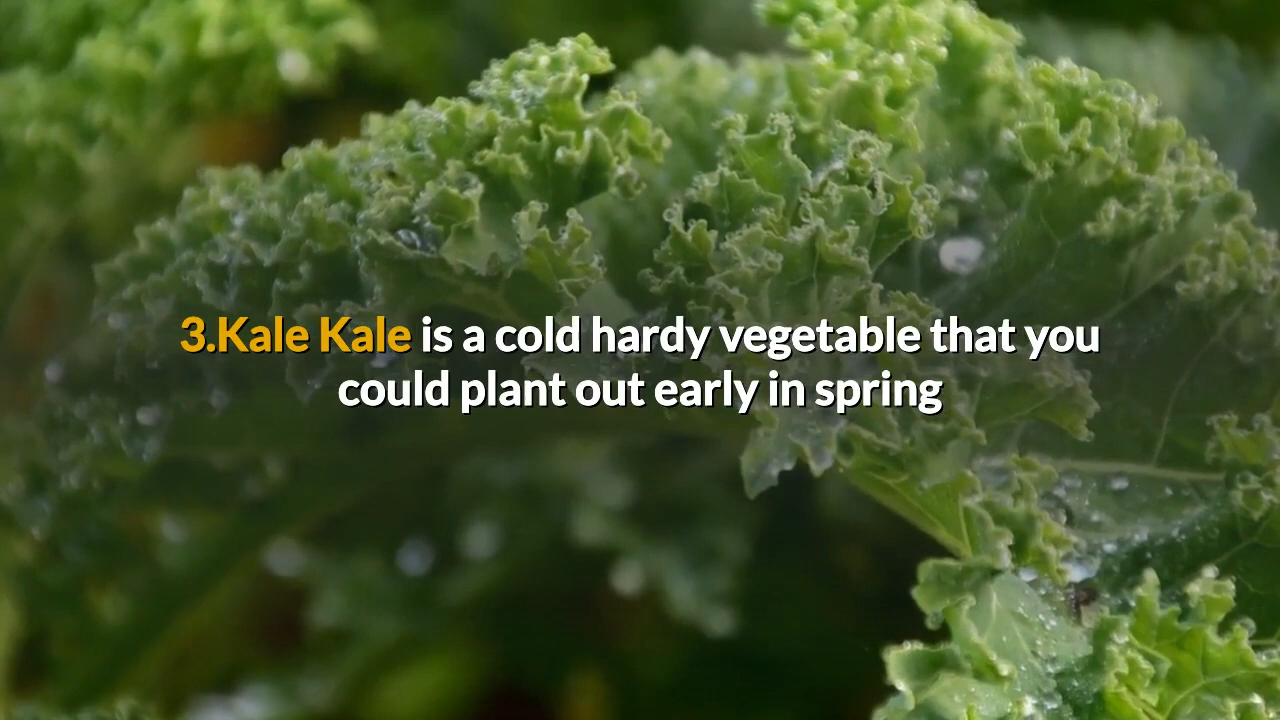 3.Kale Kale is a cold hardy vegetable that you
could plant out early in spring